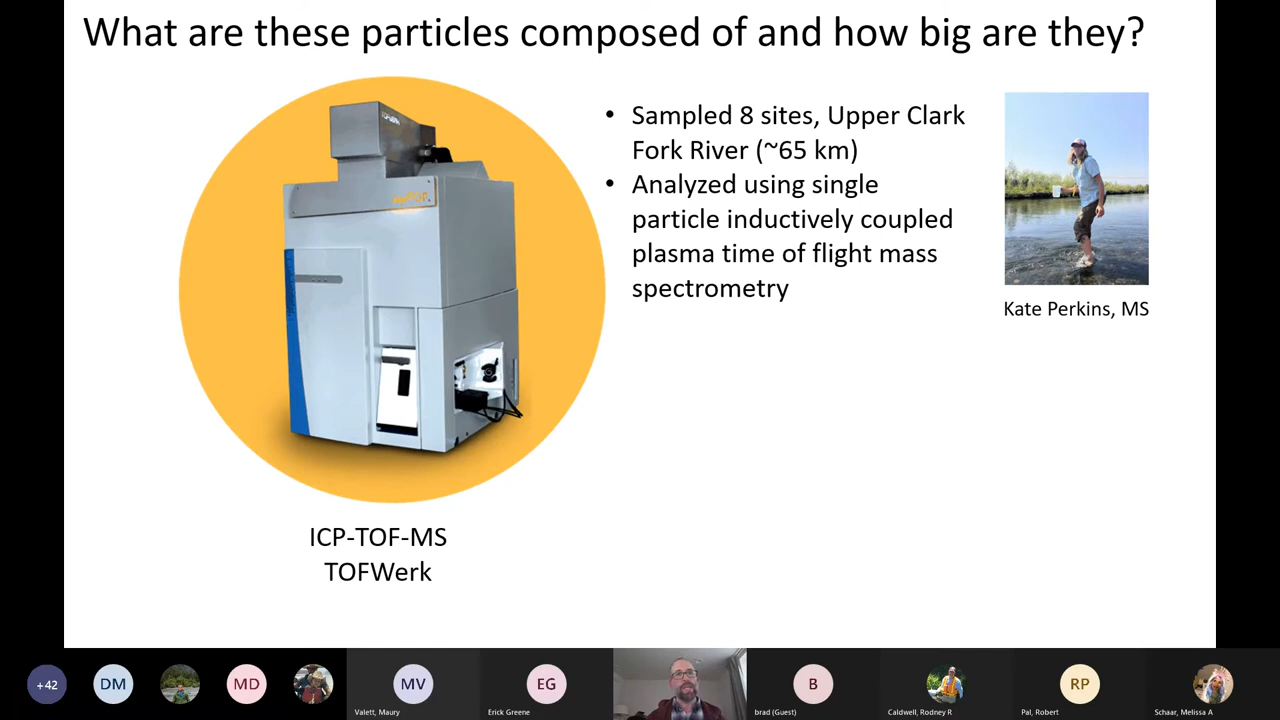 What are these particles composed of and how big are they?
• Sampled 8 sites, Upper Clark
Fork River (~65 km)
• Analyzed using single
particle inductively coupled
plasma time of flight mass
spectrometry
Kate Perkins, MS
ICP-TOF-MS
TOFWerk
+42
DM
MD
MV
EG
B
RP
Valett, Maury
Erick Greene
brad (Guest)
Caldwell, Rodney R
Pal, Robert
Schaar, Melissa A